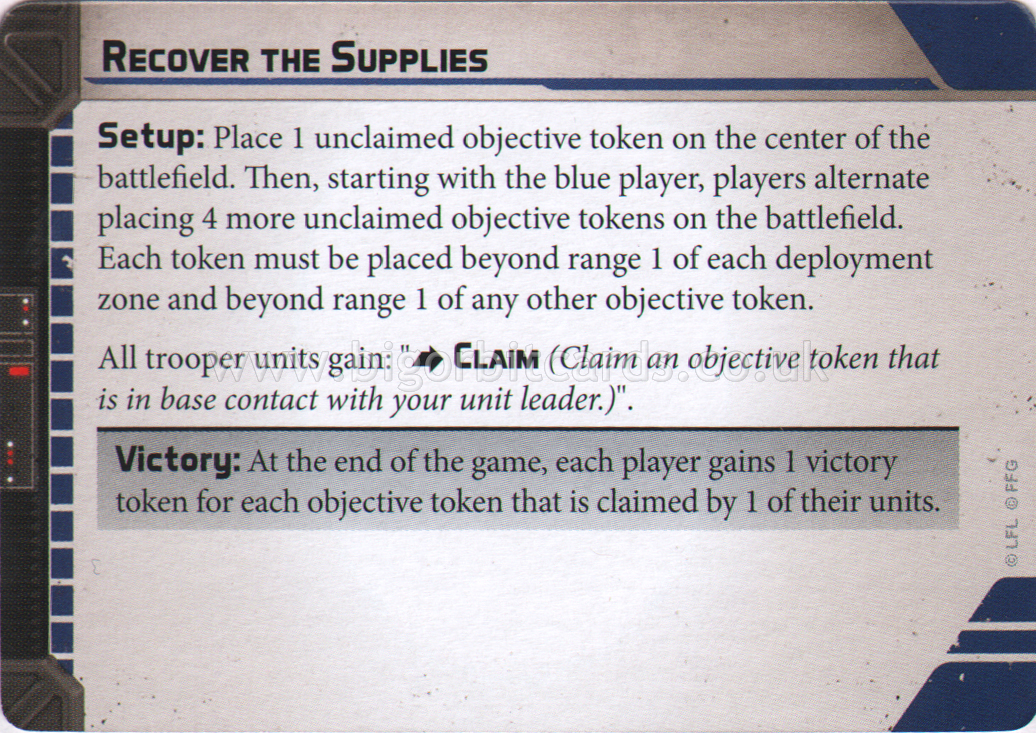 RECOVER THE SUPPLIES
Setup: Place 1 unclaimed objective token on the center of the
battlefield. Then, starting with the blue player, players alternate
placing 4 more unclaimed objective tokens on the battlefield.
Each token must be placed beyond range 1 of each deployment
zone and beyond range 1 of any other objective token.
All trooper units gain: " CLAIM (Claim an objective token that
is in base contact with your unit leader.)".
www.bigorbitcards.co.uk
Victory: At the end of the game, each player gains 1 victory
token for each objective token that is claimed by 1 of their units.
© LFL © FFG